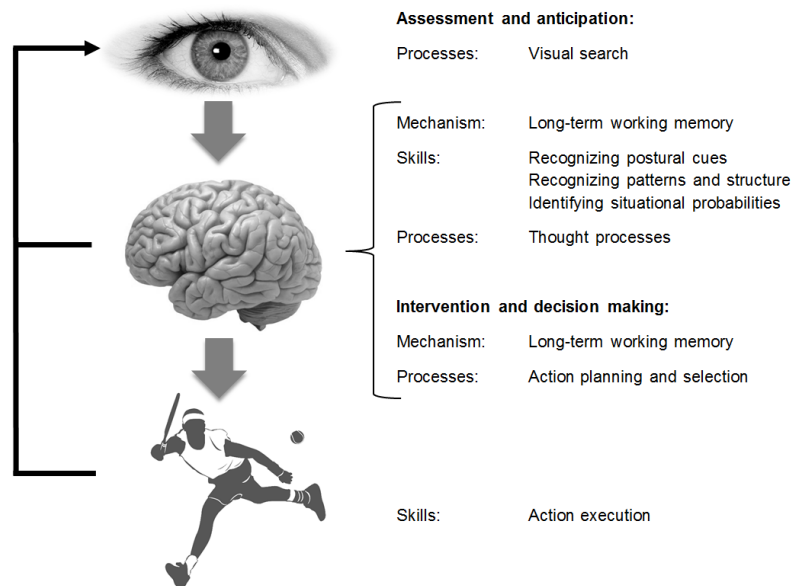 Assessment and anticipation:
Processes: Visual search
Mechanism: Long-term working memory
Skills: Recognizing postural cues
Recognizing patterns and structure
Identifying situational probabilities
Processes: Thought processes
Intervention and decision making:
Mechanism: Long-term working memory
Processes: Action planning and selection
Skills: Action execution